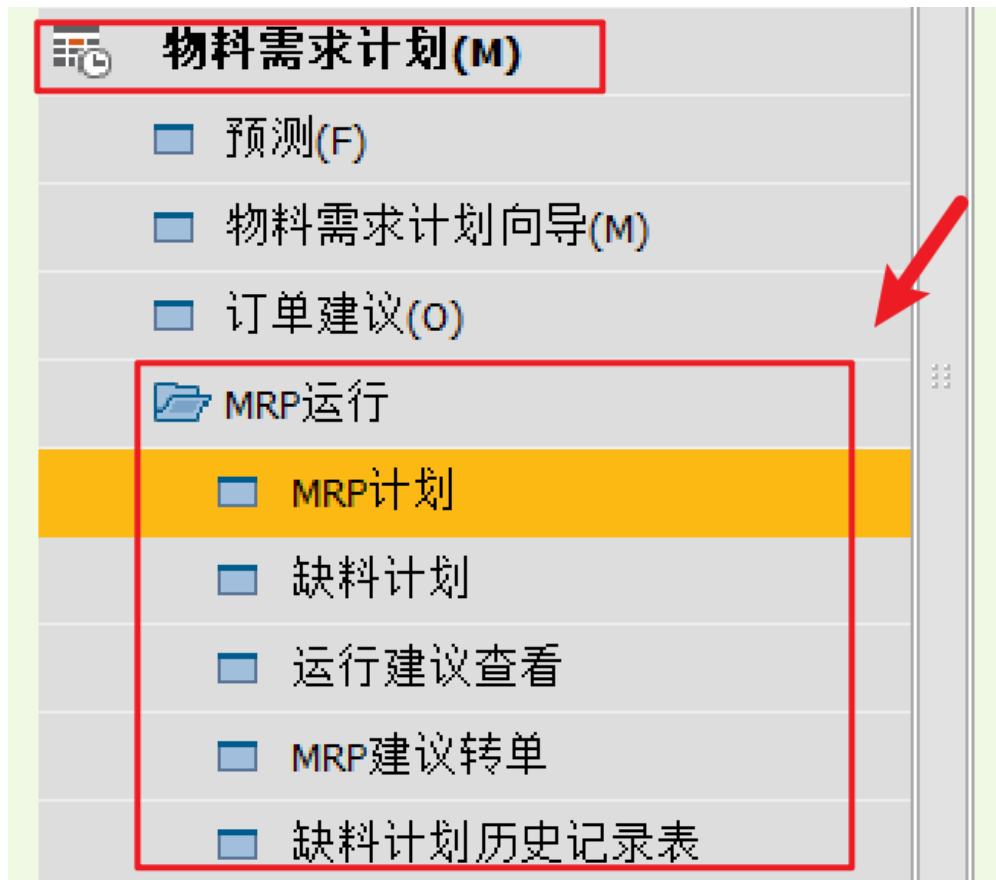 物料需求计划(M)
预测(F)
物料需求计划向导(M)
订单建议(O)
MRP运行
MRP计划
缺料计划
运行建议查看
MRP建议转单
缺料计划历史记录表